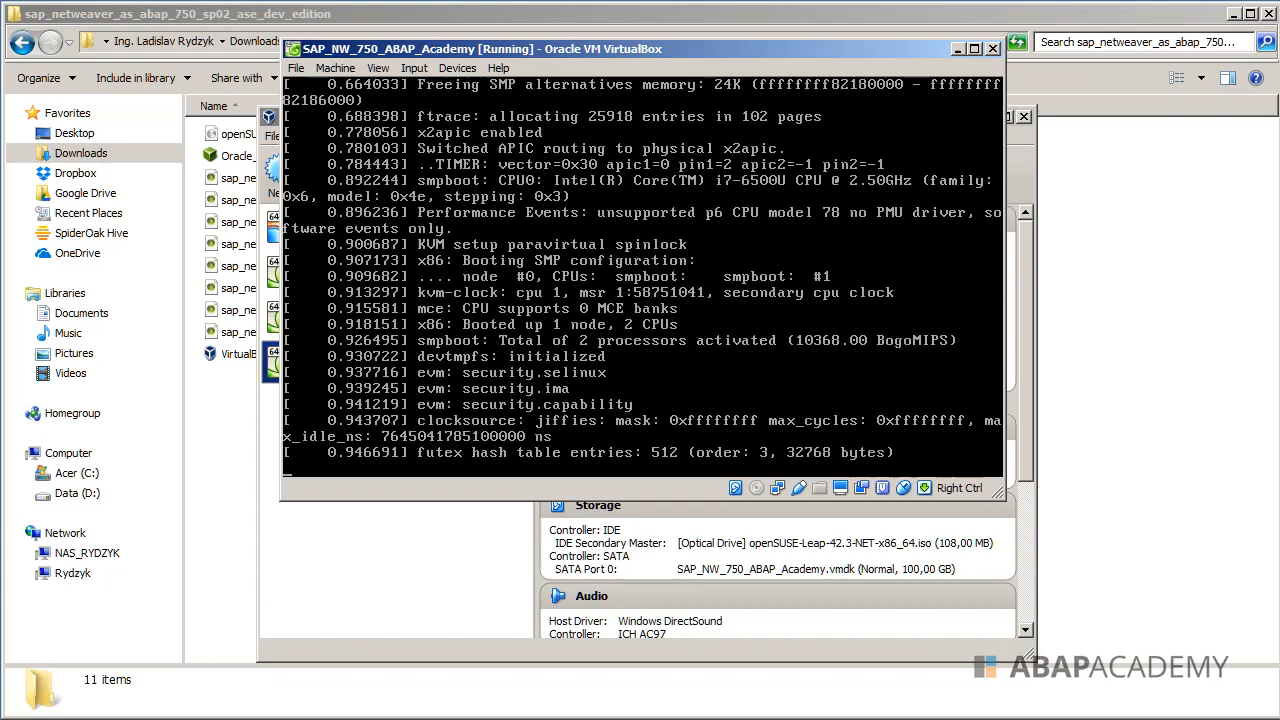 sap_netweaver_as_abap_750_sp02_ase_dev_edition
Ing. Ladislav Rydzyk
Download
Search sap_netweaver_as_abap_750...
Organize
Include in library
Share with
Name
Favorites
Desktop
Downloads
Dropbox
Google Drive
Recent Places
SpiderOak Hive
OneDrive
Libraries
Documents
Music
Pictures
Videos
Homegroup
Computer
Acer (C:)
Data (D:)
Network
NAS_RYDZYK
Rydzyk
openSU
Oracle_
sap_ne
sap_ne
sap_ne
sap_ne
sap_ne
sap_ne
sap_ne
sap_ne
VirtualB
File
Ne
SAP_NW_750_ABAP_Academy [Running] - Oracle VM VirtualBox
File Machine View Input Devices Help
[    0.664033] Freeing SMP alternatives memory: 24K (ffffffff82180000 - ffffffff
82186000)
[    0.688398] ftrace: allocating 25918 entries in 102 pages
[    0.778056] x2apic enabled
[    0.780103] Switched APIC routing to physical x2apic.
[    0.784443] ..TIMER: vector=0x30 apic1=0 pin1=2 apic2=-1 pin2=-1
[    0.892244] smpboot: CPU0: Intel(R) Core(TM) i7-6500U CPU @ 2.50GHz (family:
0x6, model: 0x4e, stepping: 0x3)
[    0.896236] Performance Events: unsupported p6 CPU model 78 no PMU driver, so
ftware events only.
[    0.900687] KVM setup paravirtual spinlock
[    0.907173] x86: Booting SMP configuration:
[    0.909682] .... node  #0, CPUs:  smpboot:    smpboot:  #1
[    0.913297] kvm-clock: cpu 1, msr 1:58751041, secondary cpu clock
[    0.915581] mce: CPU supports 0 MCE banks
[    0.918151] x86: Booted up 1 node, 2 CPUs
[    0.926495] smpboot: Total of 2 processors activated (10368.00 BogoMIPS)
[    0.930722] devtmpfs: initialized
[    0.937716] evm: security.selinux
[    0.939245] evm: security.ima
[    0.941219] evm: security.capability
[    0.943707] clocksource: jiffies: mask: 0xffffffff max_cycles: 0xffffffff, ma
x_idle_ns: 7645041785100000 ns
[    0.946691] futex hash table entries: 512 (order: 3, 32768 bytes)
Right Ctrl
Storage
Controller: IDE
IDE Secondary Master: [Optical Drive] openSUSE-Leap-42.3-NET-x86_64.iso (108,00 MB)
Controller: SATA
SATA Port 0: SAP_NW_750_ABAP_Academy.vmdk (Normal, 100,00 GB)
Audio
Host Driver: Windows DirectSound
Controller: ICH AC97
11 items
ABAPACADEMY